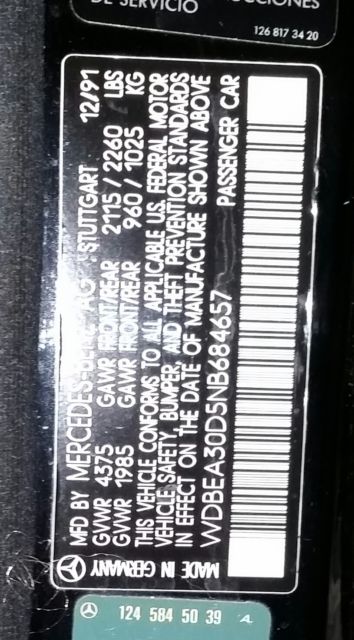 DE SERVICIO
126 817 34 20
MFD BY MERCEDES-BENZ AG STUTTGART 12/91
GVWR 4375 GAWR FRONT/REAR 2115 / 2260 LBS
GVWR 1985 GAWR FRONT/REAR 960 / 1025 KG
THIS VEHICLE CONFORMS TO ALL APPLICABLE U.S. FEDERAL MOTOR
VEHICLE SAFETY, BUMPER, AND THEFT PREVENTION STANDARDS
IN EFFECT ON THE DATE OF MANUFACTURE SHOWN ABOVE
WDBEA30D5NB684657 PASSENGER CAR
MADE IN GERMANY
124 584 50 39 A